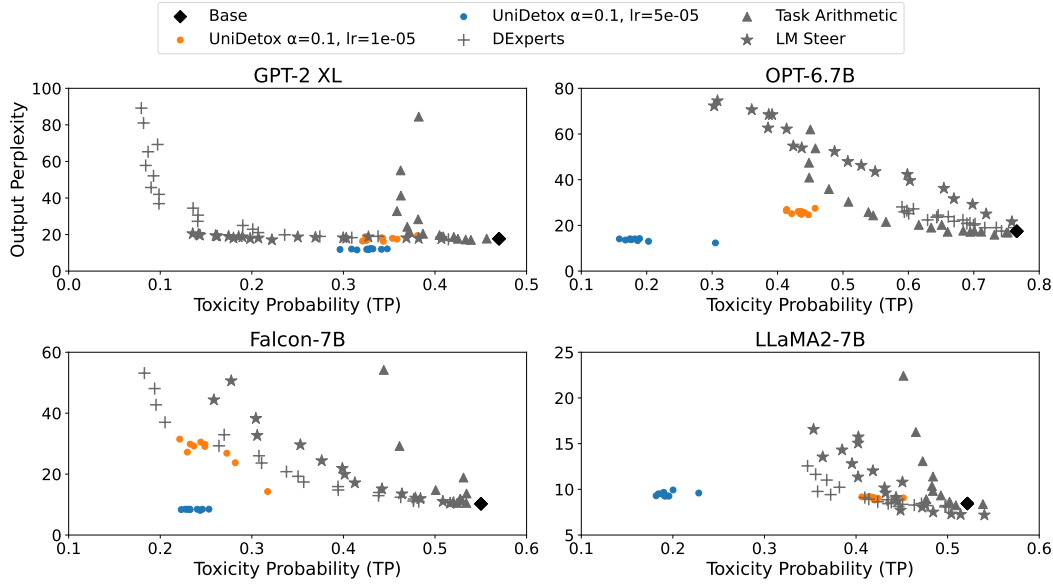 Base
UniDetox α=0.1, lr=5e-05
Task Arithmetic
UniDetox α=0.1, lr=1e-05
DExperts
LM Steer
GPT-2 XL
OPT-6.7B
Output Perplexity
100
80
60
40
20
0
0.0 0.1 0.2 0.3 0.4 0.5
Toxicity Probability (TP)
80
60
40
20
0
0.1 0.2 0.3 0.4 0.5 0.6 0.7 0.8
Toxicity Probability (TP)
Falcon-7B
LLaMA2-7B
60
40
20
0
0.1 0.2 0.3 0.4 0.5 0.6
Toxicity Probability (TP)
25
20
15
10
5
0.1 0.2 0.3 0.4 0.5 0.6
Toxicity Probability (TP)